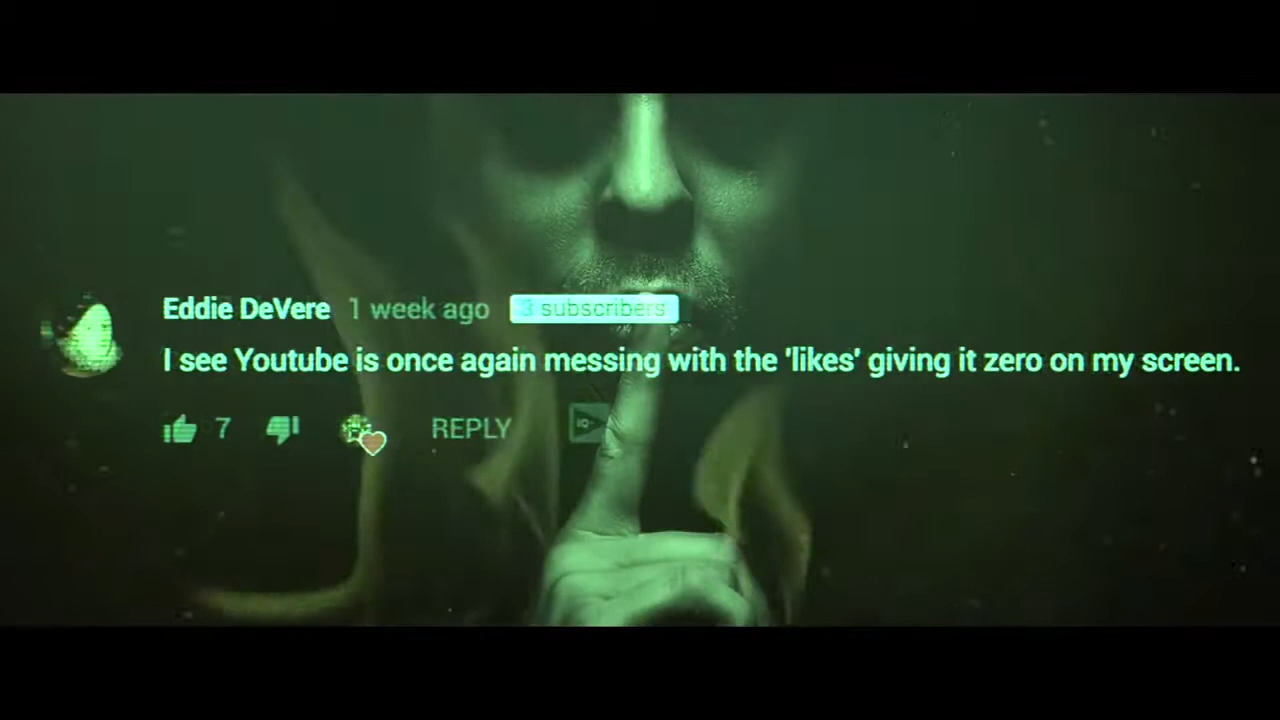 Eddie DeVere 1 week ago 3 subscribers
I see Youtube is once again messing with the 'likes' giving it zero on my screen.
7 REPLY